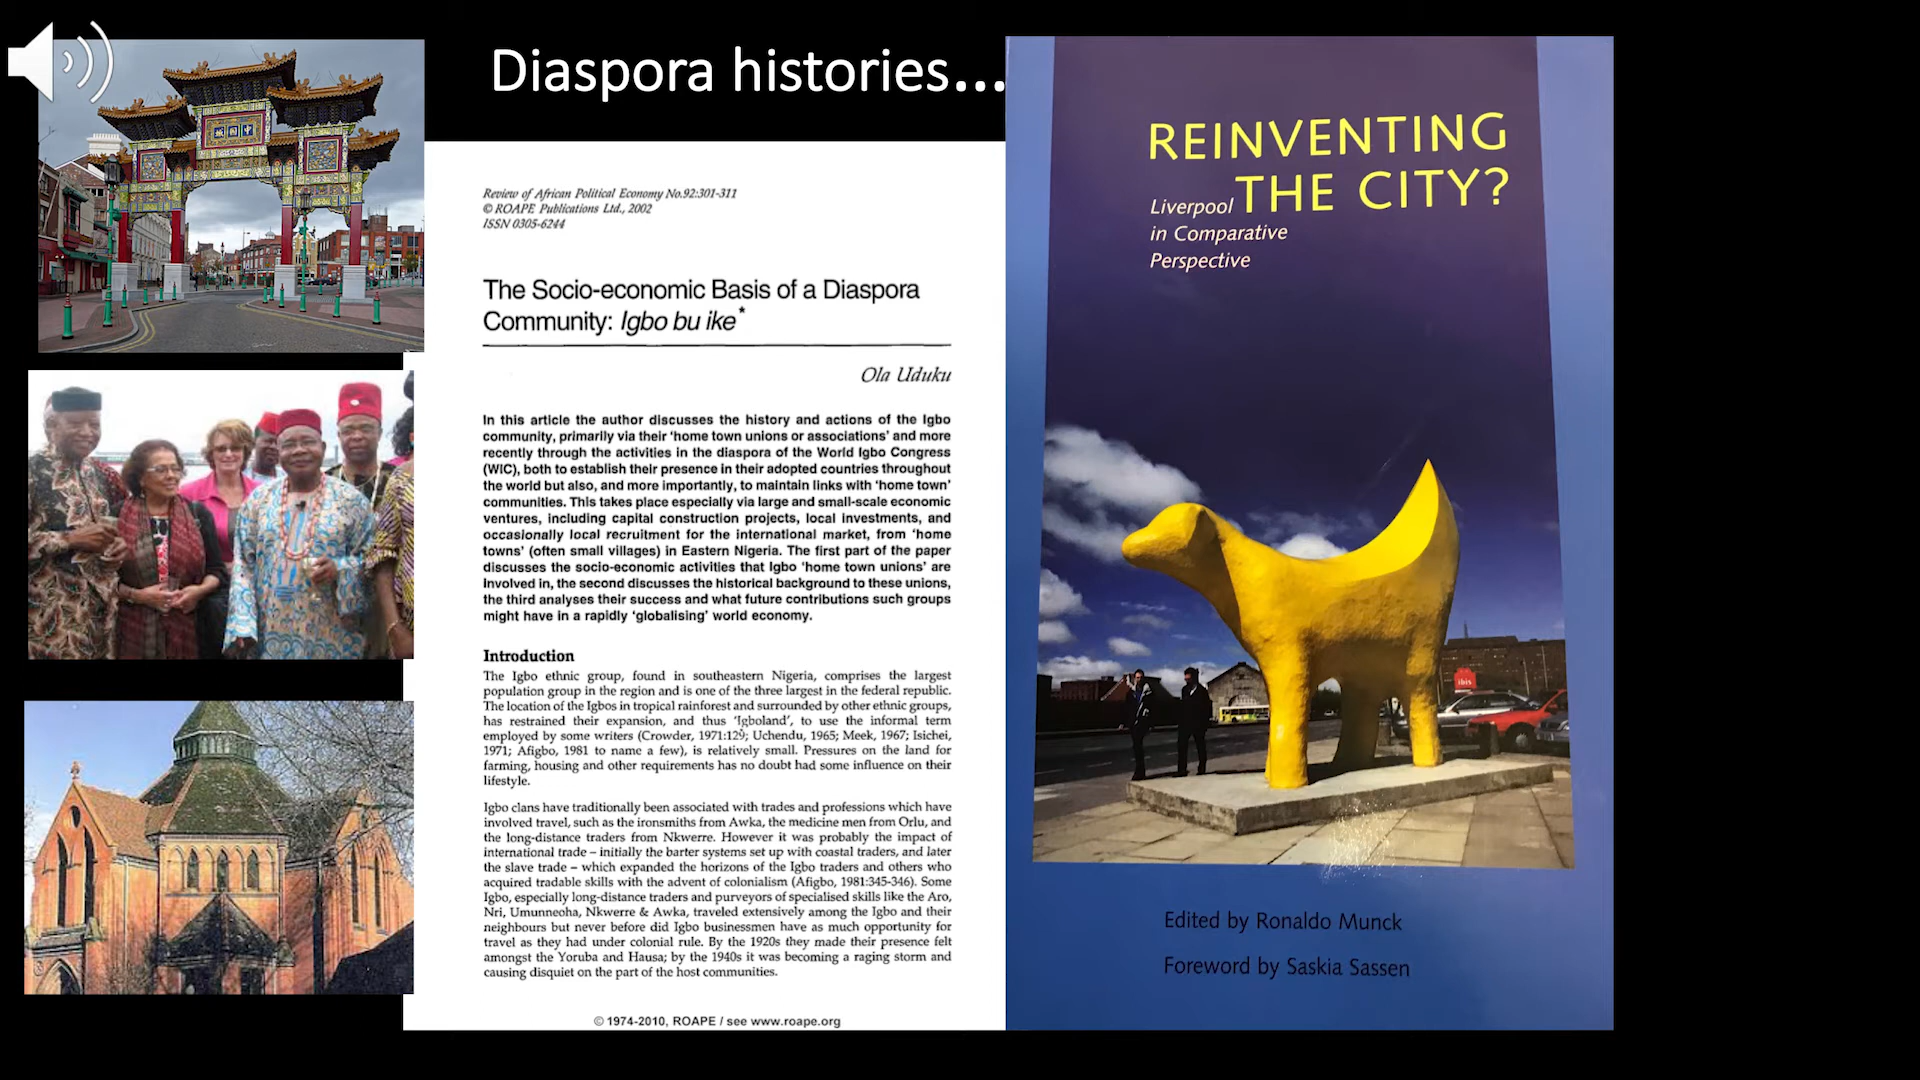 Diaspora histories...
中國城
Review of African Political Economy No.92:301-311
© ROAPE Publications Ltd., 2002
ISSN 0305-6244
The Socio-economic Basis of a Diaspora
Community: Igbo bu ike*
Ola Uduku
In this article the author discusses the history and actions of the Igbo
community, primarily via their 'home town unions or associations' and more
recently through the activities in the diaspora of the World Igbo Congress
(WIC), both to establish their presence in their adopted countries throughout
the world but also, and more importantly, to maintain links with 'home town'
communities. This takes place especially via large and small-scale economic
ventures, including capital construction projects, local investments, and
occasionally local recruitment for the international market, from 'home
towns' (often small villages) in Eastern Nigeria. The first part of the paper
discusses the socio-economic activities that Igbo 'home town unions' are
involved in, the second discusses the historical background to these unions,
the third analyses their success and what future contributions such groups
might have in a rapidly 'globalising' world economy.
Introduction
The Igbo ethnic group, found in southeastern Nigeria, comprises the largest
population group in the region and is one of the three largest in the federal republic.
The location of the Igbos in tropical rainforest and surrounded by other ethnic groups,
has restrained their expansion, and thus 'Igboland', to use the informal term
employed by some writers (Crowder, 1971:129; Uchendu, 1965; Meek, 1967; Isichei,
1971; Afigbo, 1981 to name a few), is relatively small. Pressures on the land for
farming, housing and other requirements has no doubt had some influence on their
lifestyle.
Igbo clans have traditionally been associated with trades and professions which have
involved travel, such as the ironsmiths from Awka, the medicine men from Orlu, and
the long-distance traders from Nkwerre. However it was probably the impact of
international trade – initially the barter systems set up with coastal traders, and later
the slave trade – which expanded the horizons of the Igbo traders and others who
acquired tradable skills with the advent of colonialism (Afigbo, 1981:345-346). Some
Igbo, especially long-distance traders and purveyors of specialised skills like the Aro,
Nri, Umunneoha, Nkwerre & Awka, traveled extensively among the Igbo and their
neighbours but never before did Igbo businessmen have as much opportunity for
travel as they had under colonial rule. By the 1920s they made their presence felt
amongst the Yoruba and Hausa; by the 1940s it was becoming a raging storm and
causing disquiet on the part of the host communities.
© 1974-2010, ROAPE / see www.roape.org
REINVENTING
THE CITY?
Liverpool
in Comparative
Perspective
ibis
Edited by Ronaldo Munck
Foreword by Saskia Sassen